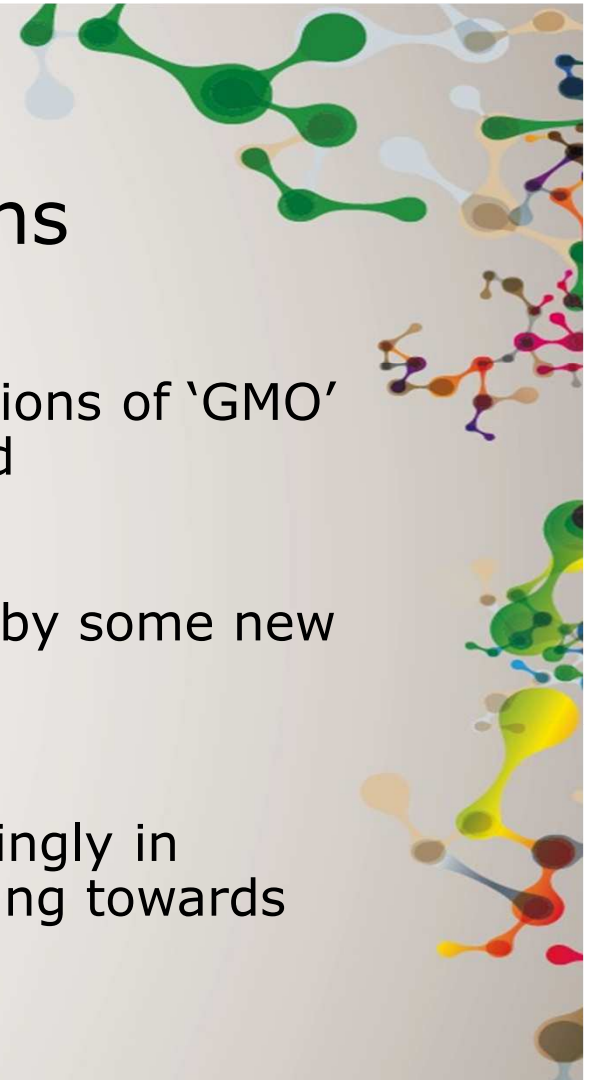 ns
ions of ‘GMO’
d
by some new
ingly in
ng towards